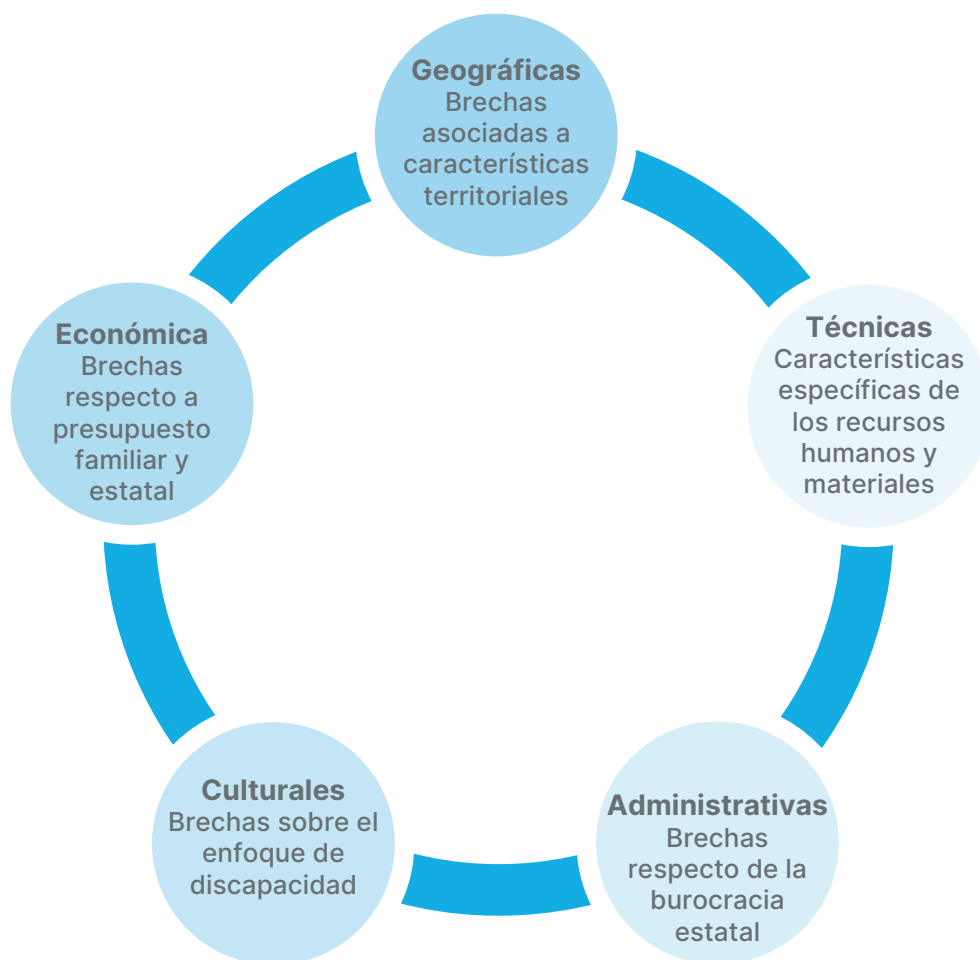 Geográficas
Brechas
asociadas a
características
territoriales
Técnicas
Características
específicas de
los recursos
humanos y
materiales
Administrativas
Brechas
respecto de la
burocracia
estatal
Culturales
Brechas sobre el
enfoque de
discapacidad
Económica
Brechas
respecto a
presupuesto
familiar y
estatal